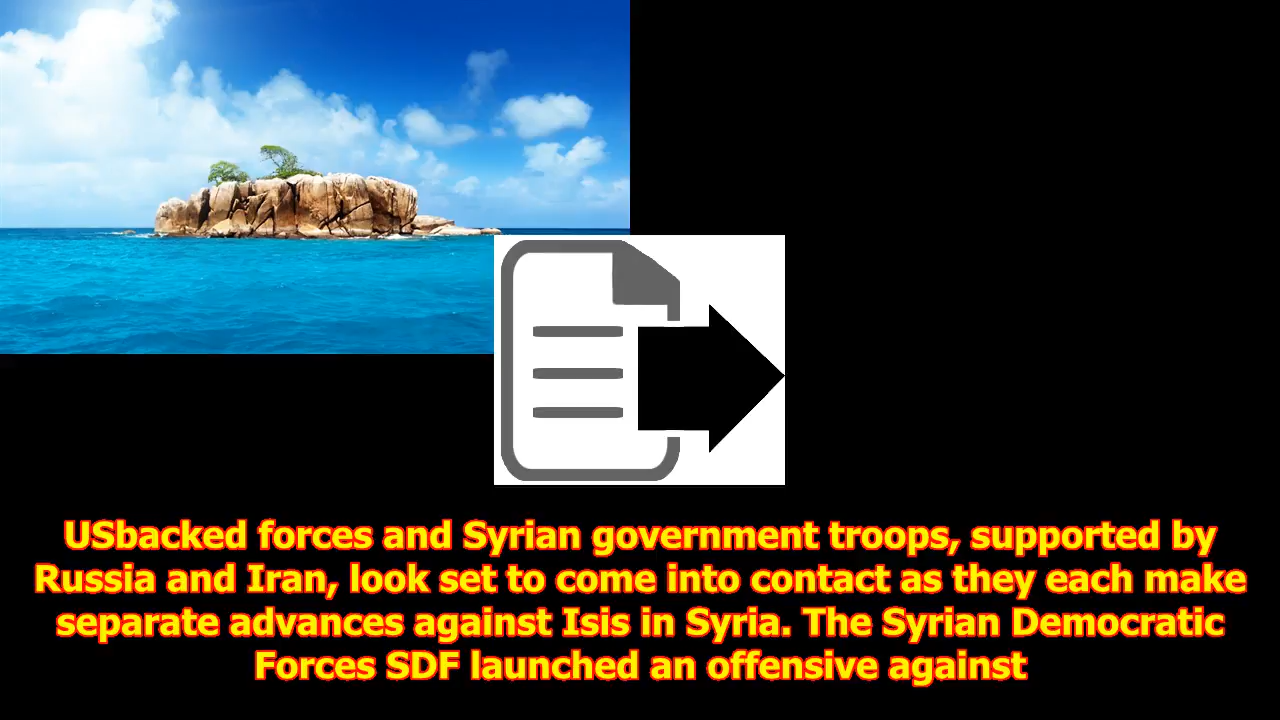 USbacked forces and Syrian government troops, supported by
Russia and Iran, look set to come into contact as they each make
separate advances against Isis in Syria. The Syrian Democratic
Forces SDF launched an offensive against